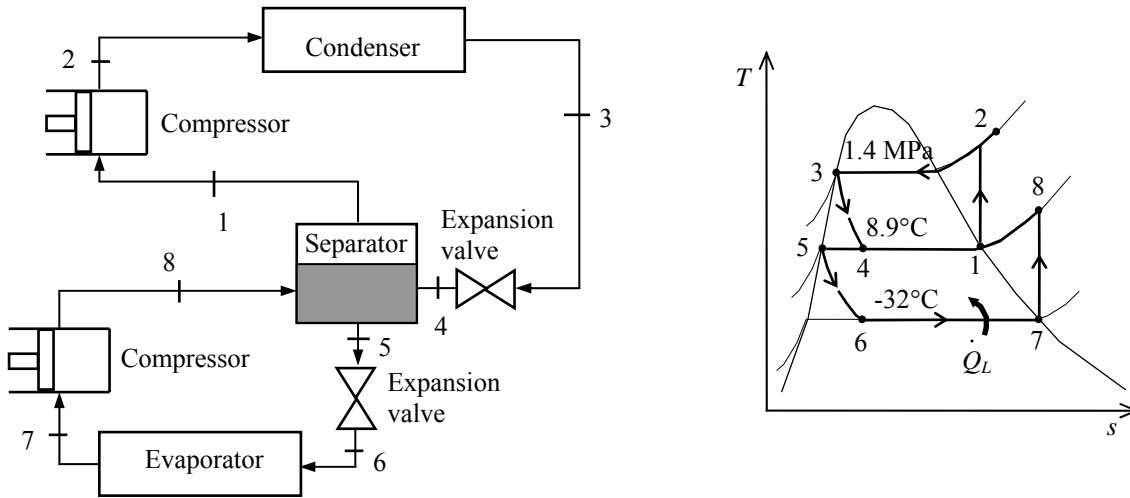 2
Condenser
Compressor
3
1
Expansion
valve
Separator
8
4
5
Compressor
Expansion
valve
7
6
Evaporator
T
2
1.4 MPa
3
8
8.9°C
5
4
1
-32°C
6
Q̇L
7
s